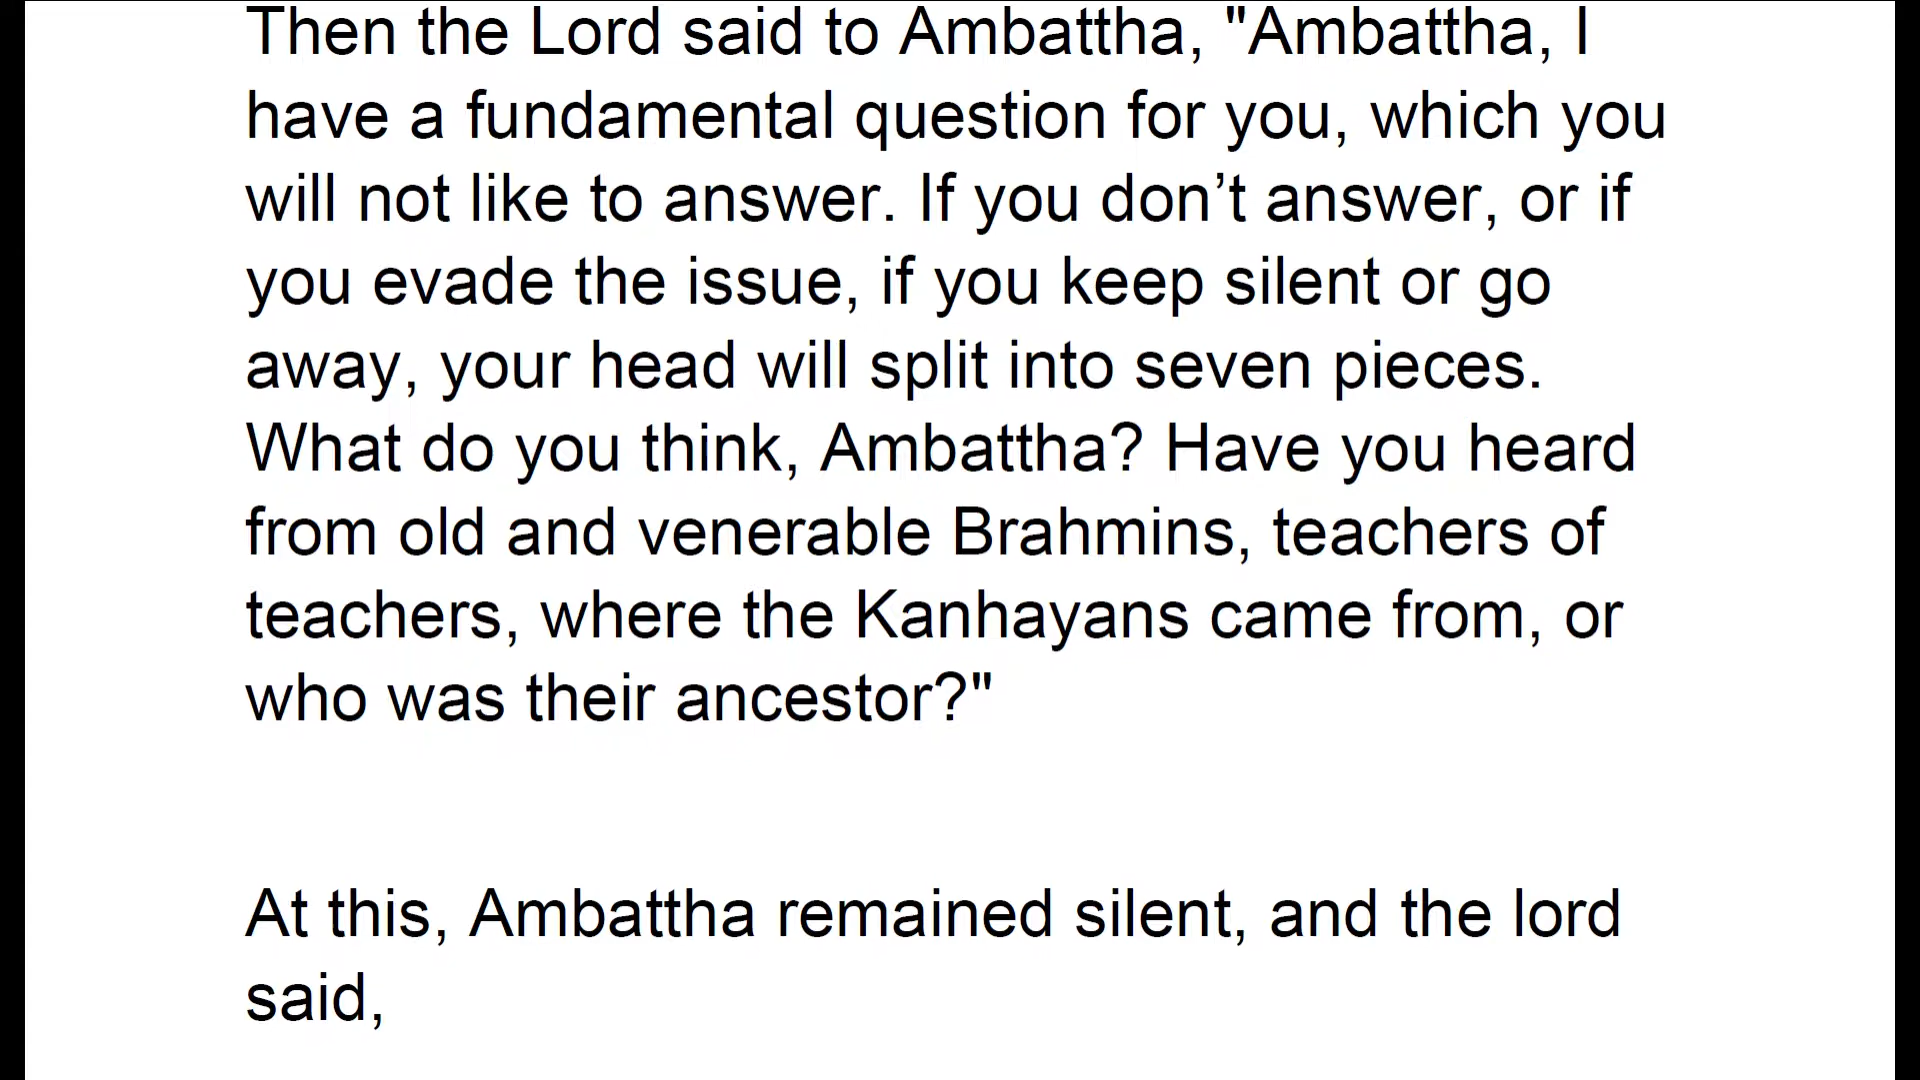 Then the Lord said to Ambattha, "Ambattha, I
have a fundamental question for you, which you
will not like to answer. If you don’t answer, or if
you evade the issue, if you keep silent or go
away, your head will split into seven pieces.
What do you think, Ambattha? Have you heard
from old and venerable Brahmins, teachers of
teachers, where the Kanhayans came from, or
who was their ancestor?"
At this, Ambattha remained silent, and the lord
said,